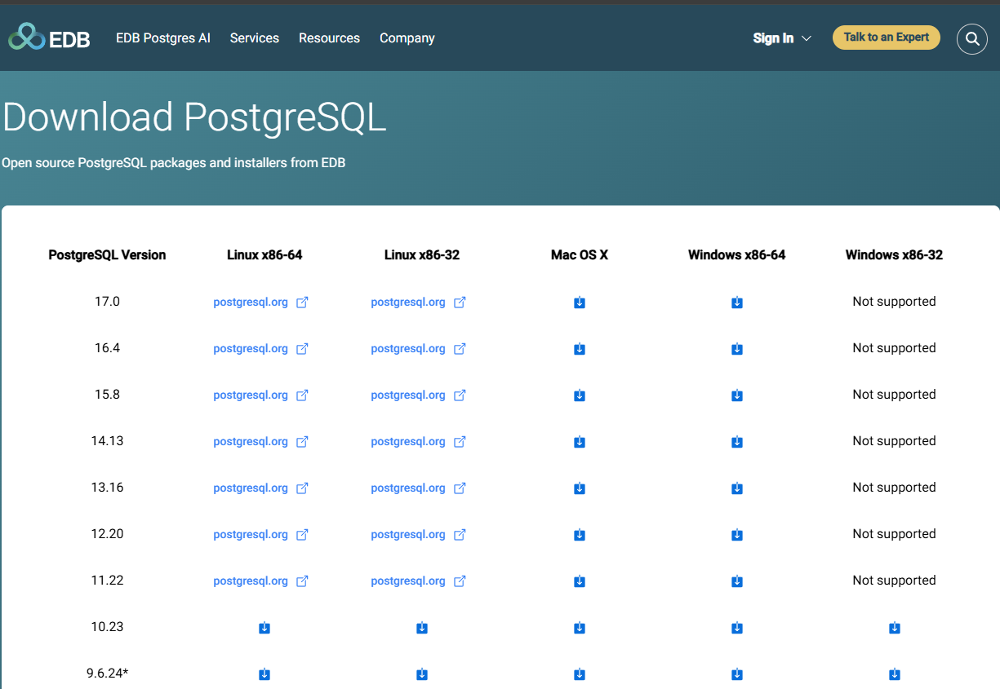 EDB EDB Postgres AI Services Resources Company Sign In Talk to an Expert
Download PostgreSQL
Open source PostgreSQL packages and installers from EDB
PostgreSQL Version Linux x86-64 Linux x86-32 Mac OS X Windows x86-64 Windows x86-32
17.0 postgresql.org postgresql.org Not supported
16.4 postgresql.org postgresql.org Not supported
15.8 postgresql.org postgresql.org Not supported
14.13 postgresql.org postgresql.org Not supported
13.16 postgresql.org postgresql.org Not supported
12.20 postgresql.org postgresql.org Not supported
11.22 postgresql.org postgresql.org Not supported
10.23
9.6.24*